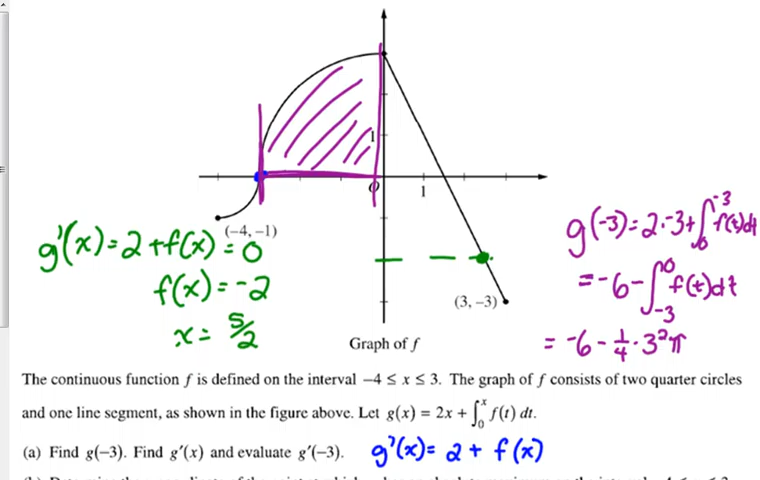 1
O
1
(-4, -1)
g'(x) = 2 + f(x) = 0
f(x) = -2
x = 5/2
g(-3) = 2·-3 + ∫_0^{-3} f(t)dt
= -6 - ∫_{-3}^0 f(t)dt
= -6 - 1/4 · 3²π
(3, -3)
Graph of f
The continuous function f is defined on the interval −4 ≤ x ≤ 3. The graph of f consists of two quarter circles
and one line segment, as shown in the figure above. Let g(x) = 2x + ∫_0^x f(t) dt.
(a) Find g(−3). Find g′(x) and evaluate g′(−3). g'(x) = 2 + f(x)